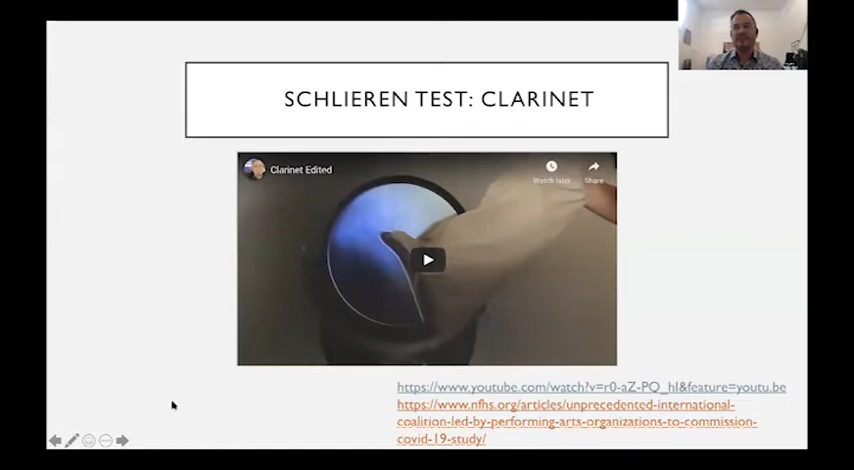 SCHLIEREN TEST: CLARINET
Clarinet Edited
Watch later
Share
https://www.youtube.com/watch?v=r0-aZ-PQ_hI&feature=youtu.be
https://www.nfhs.org/articles/unprecedented-international-
coalition-led-by-performing-arts-organizations-to-commission-
covid-19-study/